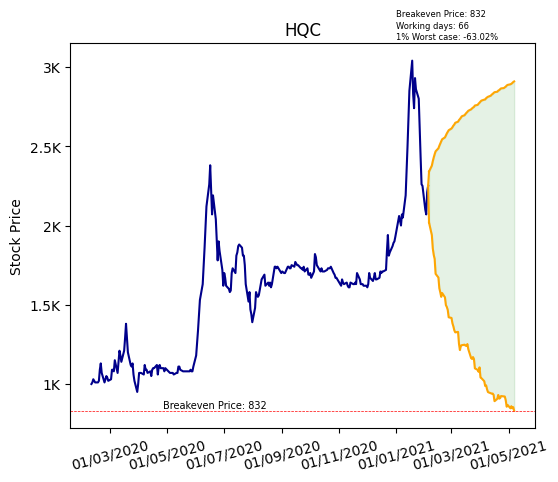 Breakeven Price: 832
Working days: 66
1% Worst case: -63.02%
HQC
Stock Price
3K
2.5K
2K
1.5K
1K
Breakeven Price: 832
01/03/2020 01/05/2020 01/07/2020 01/09/2020 01/11/2020 01/01/2021 01/03/2021 01/05/2021